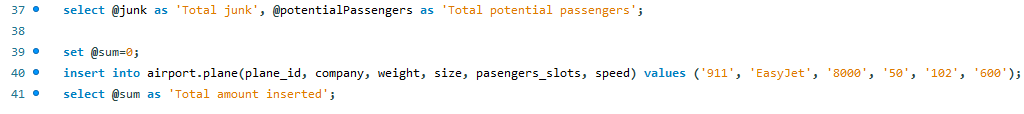 37 select @junk as 'Total junk', @potentialPassengers as 'Total potential passengers';
38
39 set @sum=0;
40 insert into airport.plane(plane_id, company, weight, size, pasengers_slots, speed) values ('911', 'EasyJet', '8000', '50', '102', '600');
41 select @sum as 'Total amount inserted';